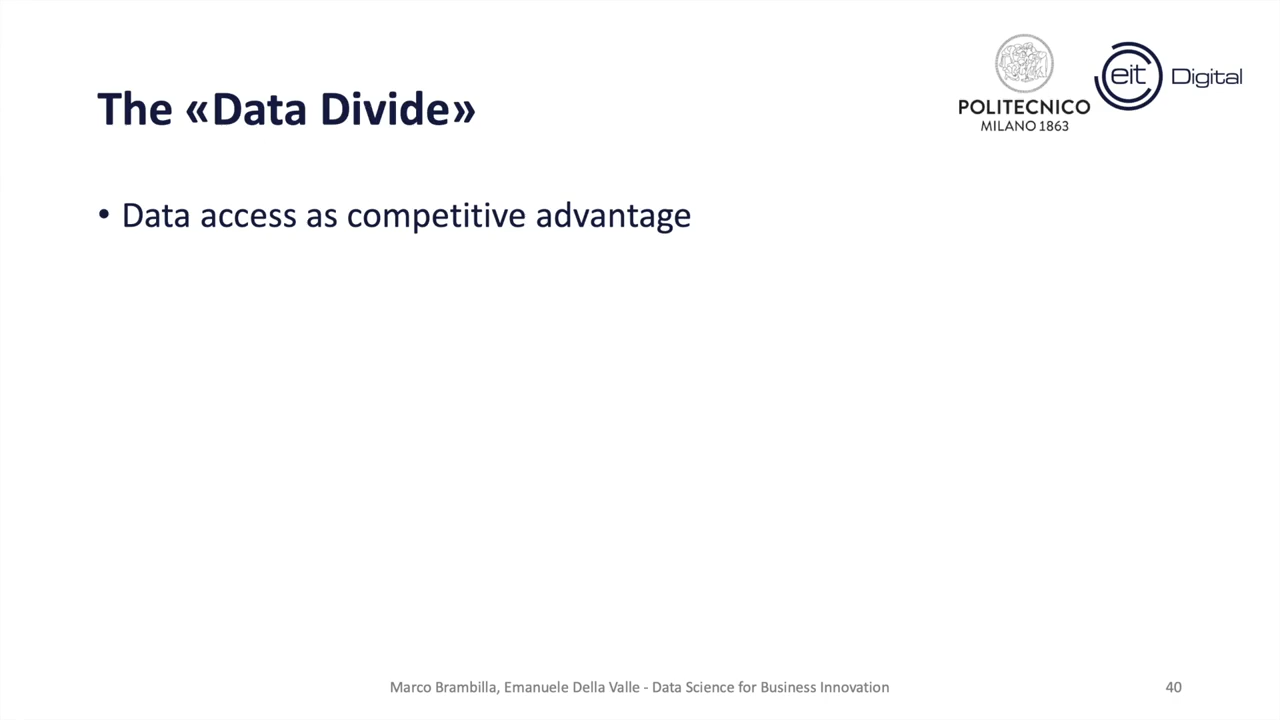 The «Data Divide»
POLITECNICO
MILANO 1863
eit Digital
• Data access as competitive advantage
Marco Brambilla, Emanuele Della Valle - Data Science for Business Innovation
40